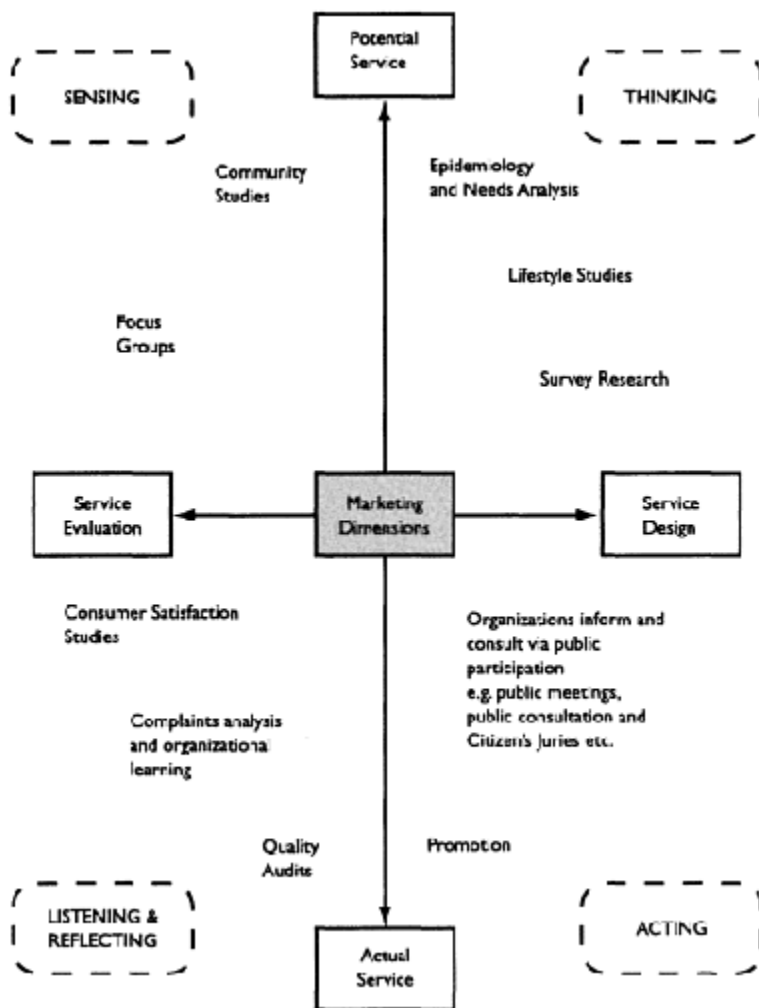 Potential
Service
SENSING
THINKING
Community
Studies
Epidemiology
and Needs Analysis
Lifestyle Studies
Focus
Groups
Survey Research
Service
Evaluation
Marketing
Dimensions
Service
Design
Consumer Satisfaction
Studies
Organizations inform and
consult via public
participation
e.g. public meetings,
public consultation and
Citizen's Juries etc.
Complaints analysis
and organizational
learning
Quality
Audits
Promotion
LISTENING &
REFLECTING
ACTING
Actual
Service